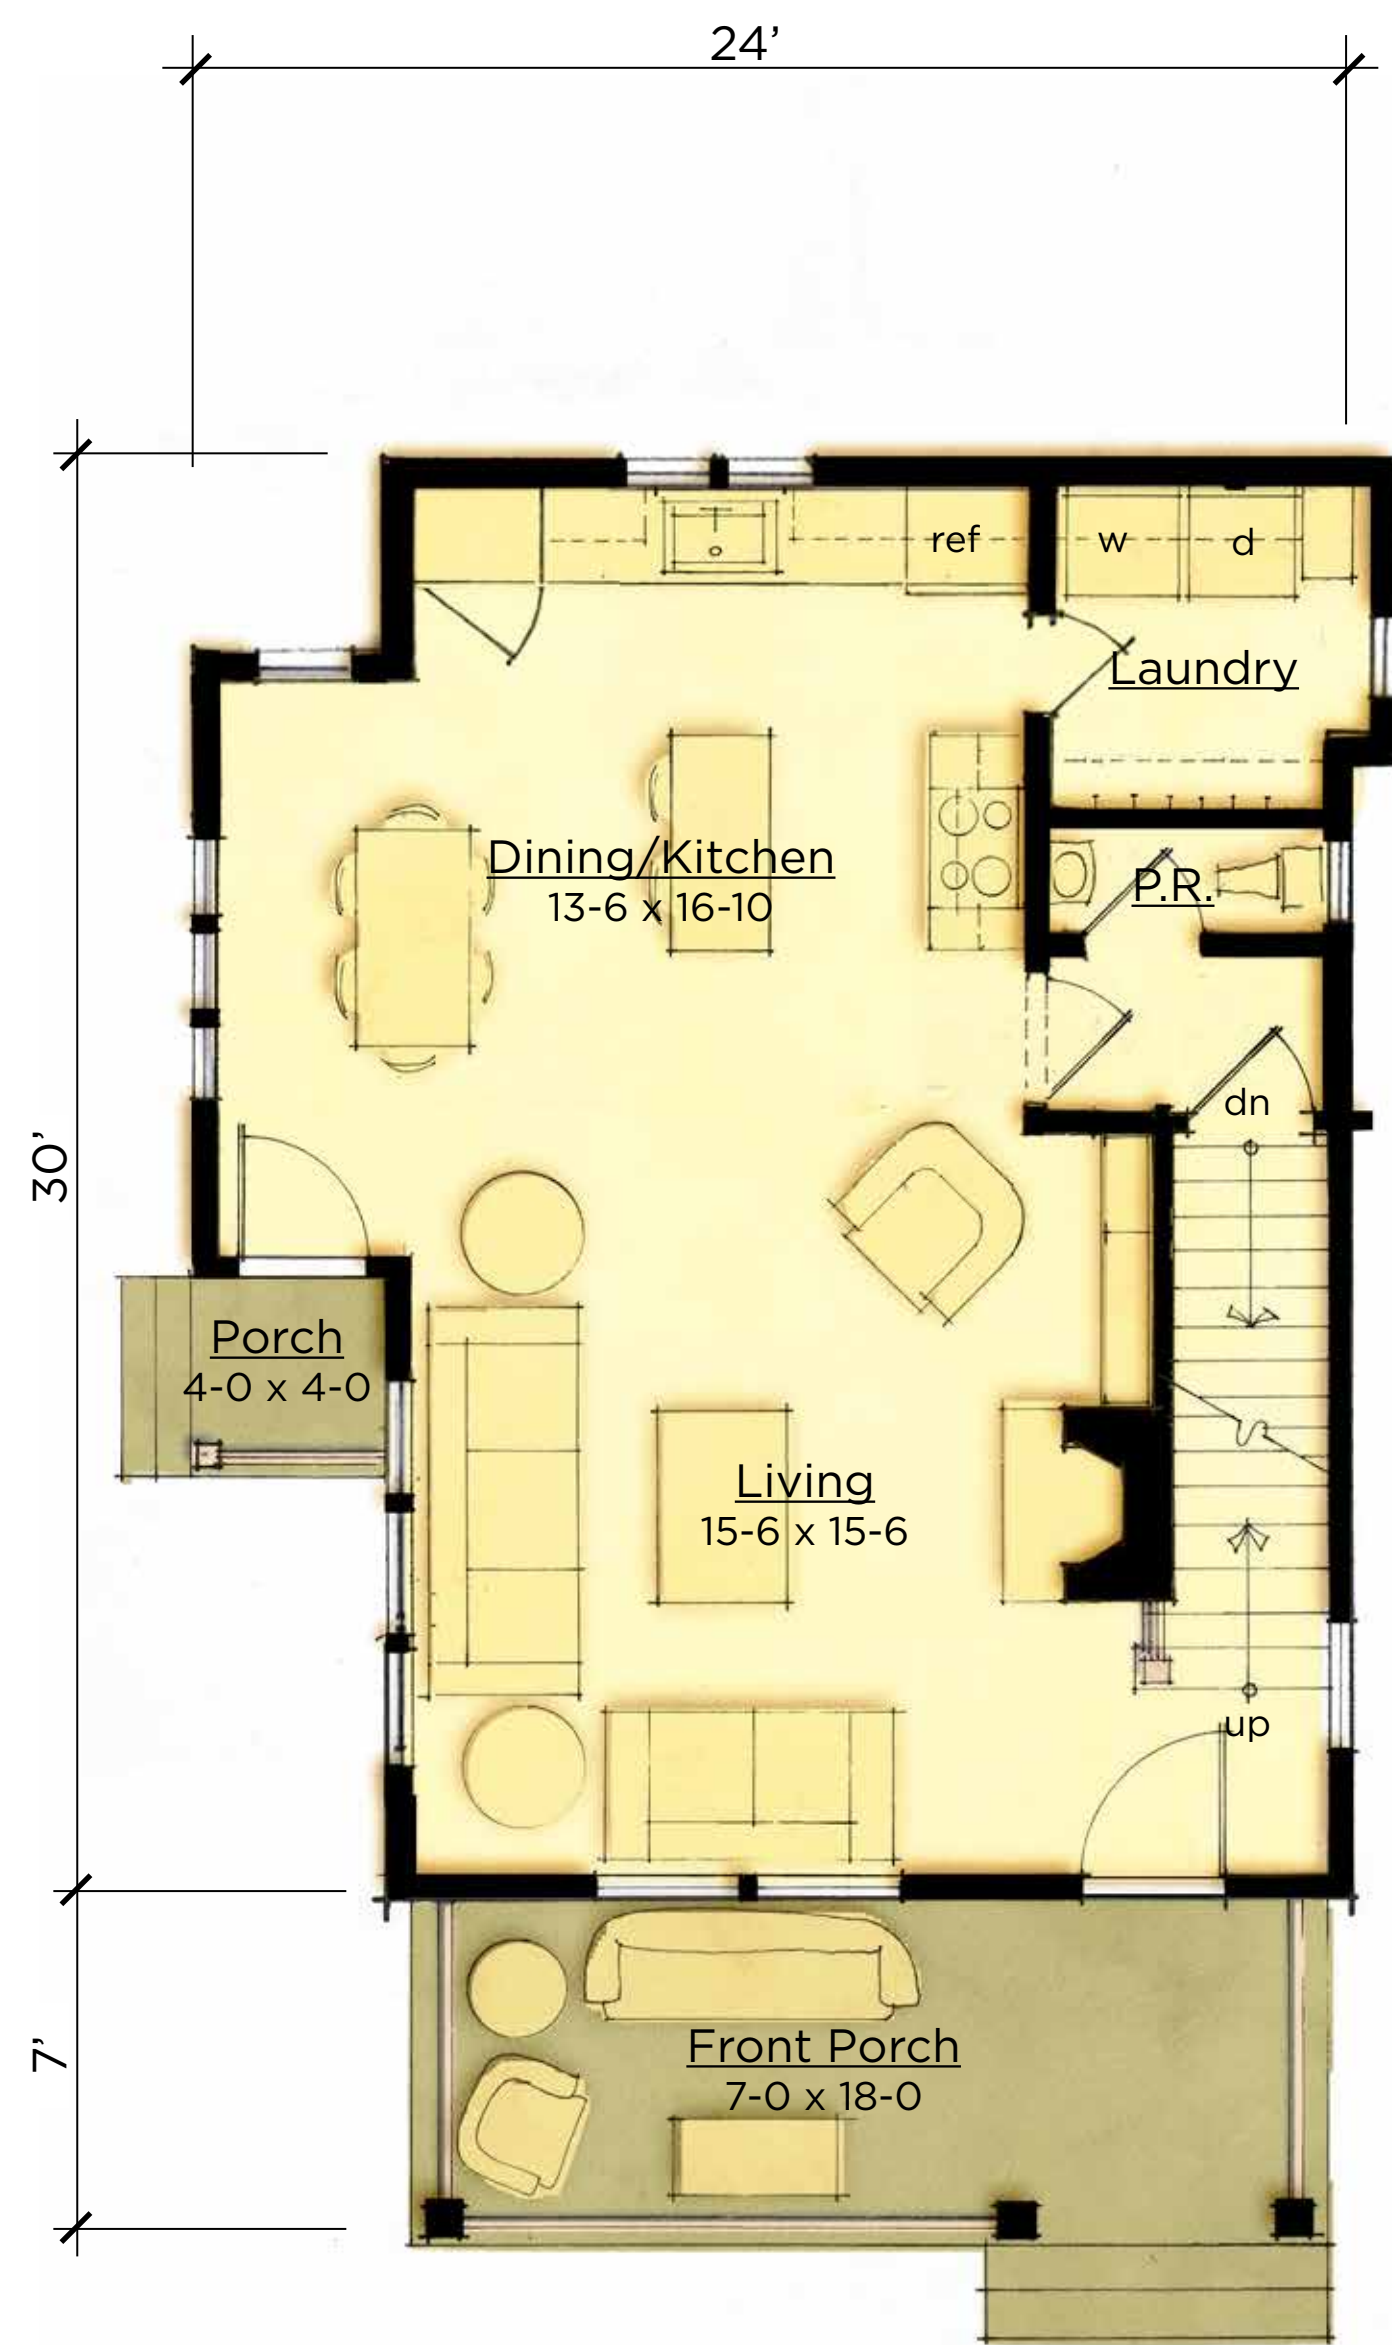 24’
ref
w
d
Laundry
Dining/Kitchen
13-6 x 16-10
P.R.
dn
30’
Porch
4-0 x 4-0
Living
15-6 x 15-6
up
7’
Front Porch
7-0 x 18-0